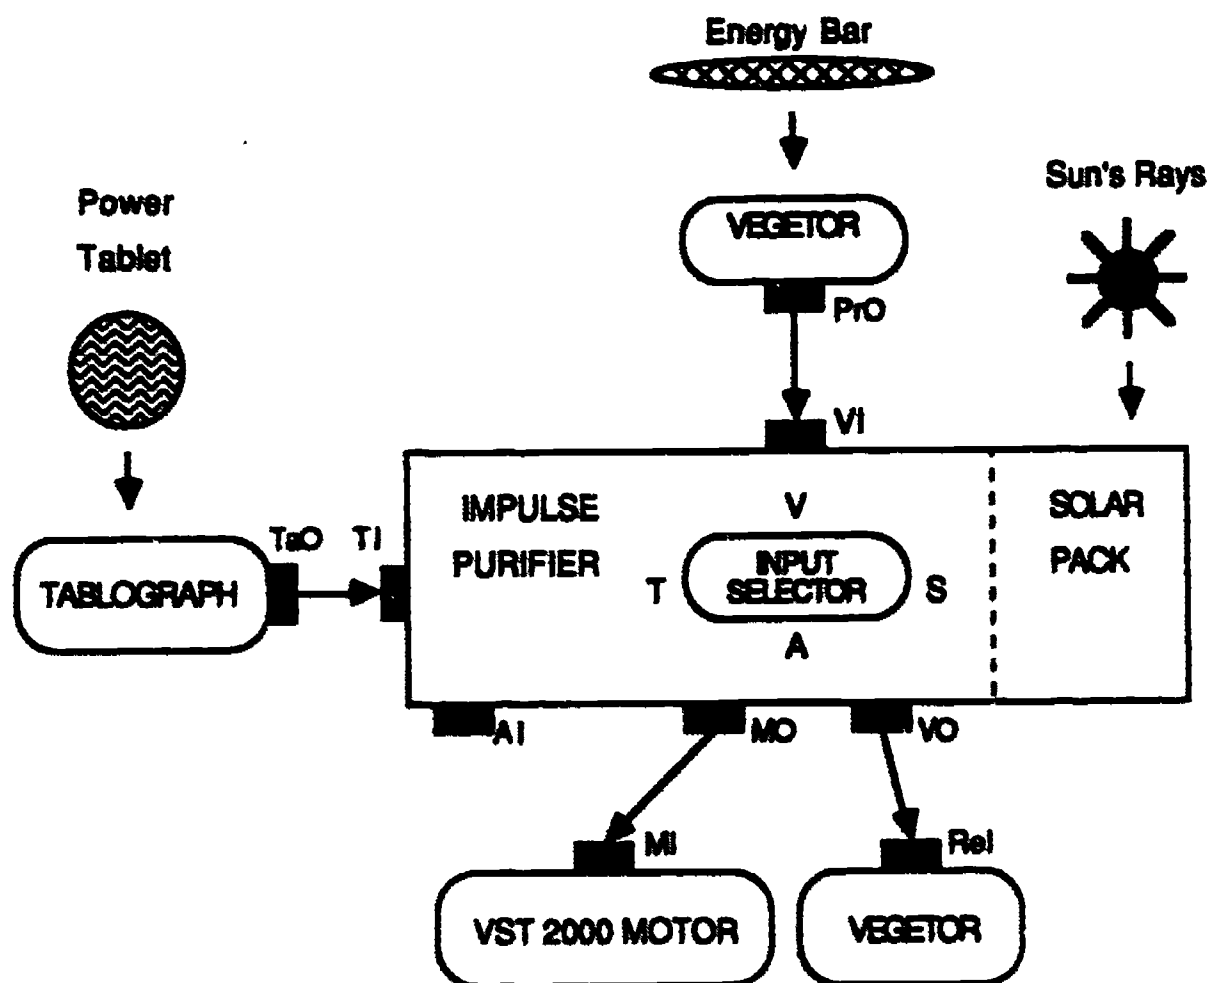 Energy Bar
Sun's Rays
Power
Tablet
VEGETOR
PrO
VI
IMPULSE
PURIFIER
V
T
INPUT
SELECTOR
S
A
SOLAR
PACK
TaO
TI
TABLOGRAPH
AI
MO
VO
MI
ReI
VST 2000 MOTOR
VEGETOR